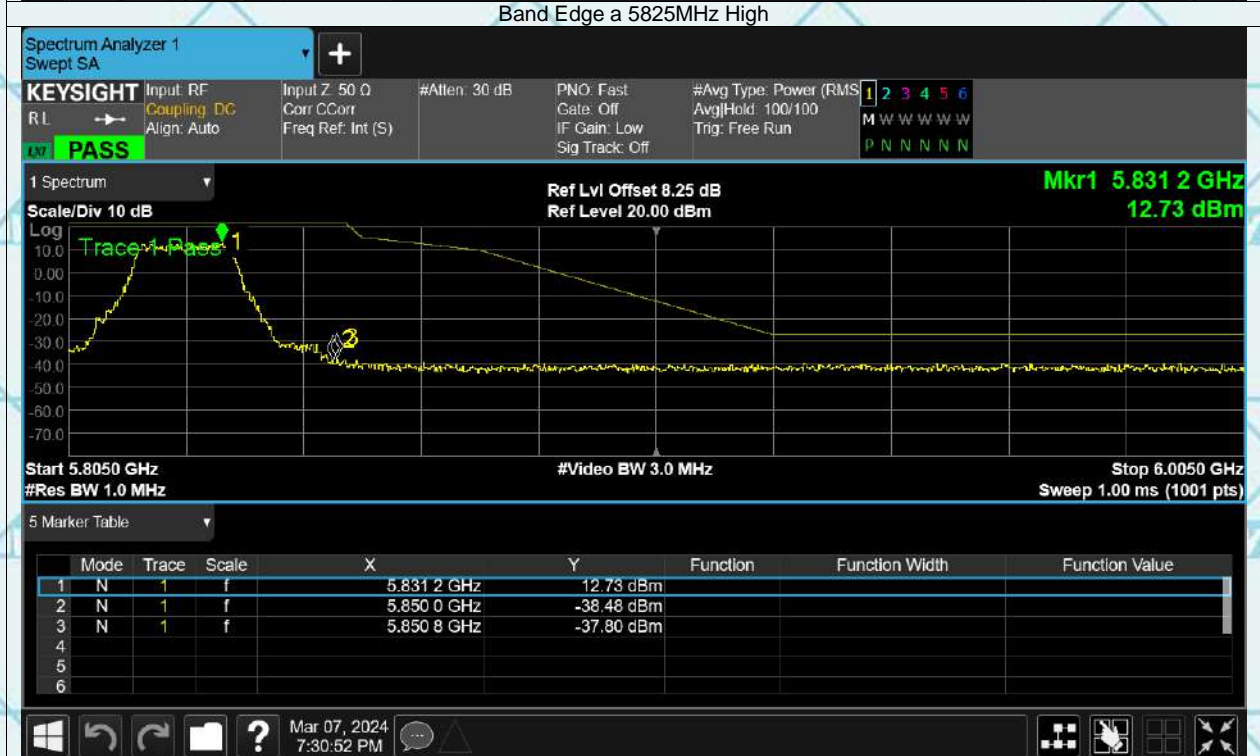 Band Edge a 5825MHz High
Spectrum Analyzer 1
Swept SA
+
KEYSIGHT Input: RF Input Z: 50 Ω #Atten: 30 dB PNO: Fast #Avg Type: Power (RMS 1 2 3 4 5 6
RL Coupling: DC Corr CCorr Gate: Off Avg|Hold: 100/100 M W W W W W
Align: Auto Freq Ref: Int (S) IF Gain: Low Trig: Free Run
LXI PASS Sig Track: Off P N N N N N
1 Spectrum Ref Lvl Offset 8.25 dB Mkr1 5.831 2 GHz
Scale/Div 10 dB Ref Level 20.00 dBm 12.73 dBm
Log
Trace 1 Pass 1
10.0
0.00
-10.0
-20.0
-30.0
-40.0
-50.0
-60.0
-70.0
Start 5.8050 GHz #Video BW 3.0 MHz Stop 6.0050 GHz
#Res BW 1.0 MHz Sweep 1.00 ms (1001 pts)
5 Marker Table
Mode Trace Scale X Y Function Function Width Function Value
1 N 1 f 5.831 2 GHz 12.73 dBm
2 N 1 f 5.850 0 GHz -38.48 dBm
3 N 1 f 5.850 8 GHz -37.80 dBm
4
5
6
? Mar 07, 2024
7:30:52 PM